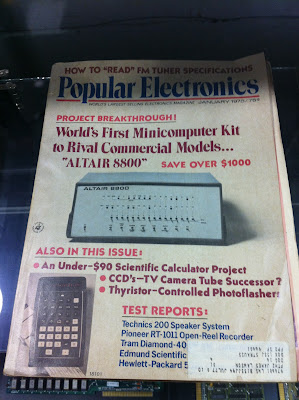 HOW TO "READ" FM TUNER SPECIFICATIONS
Popular Electronics
WORLD'S LARGEST SELLING ELECTRONICS MAGAZINE JANUARY 1975/75¢
PROJECT BREAKTHROUGH!
World's First Minicomputer Kit
to Rival Commercial Models...
"ALTAIR 8800" SAVE OVER $1000
ALTAIR 8800
ALSO IN THIS ISSUE:
• An Under-$90 Scientific Calculator Project
• CCD's—TV Camera Tube Successor?
• Thyristor-Controlled Photoflashers
TEST REPORTS:
Technics 200 Speaker System
Pioneer RT-1011 Open-Reel Recorder
Tram Diamond-40
Edmund Scientific
Hewlett-Packard 5